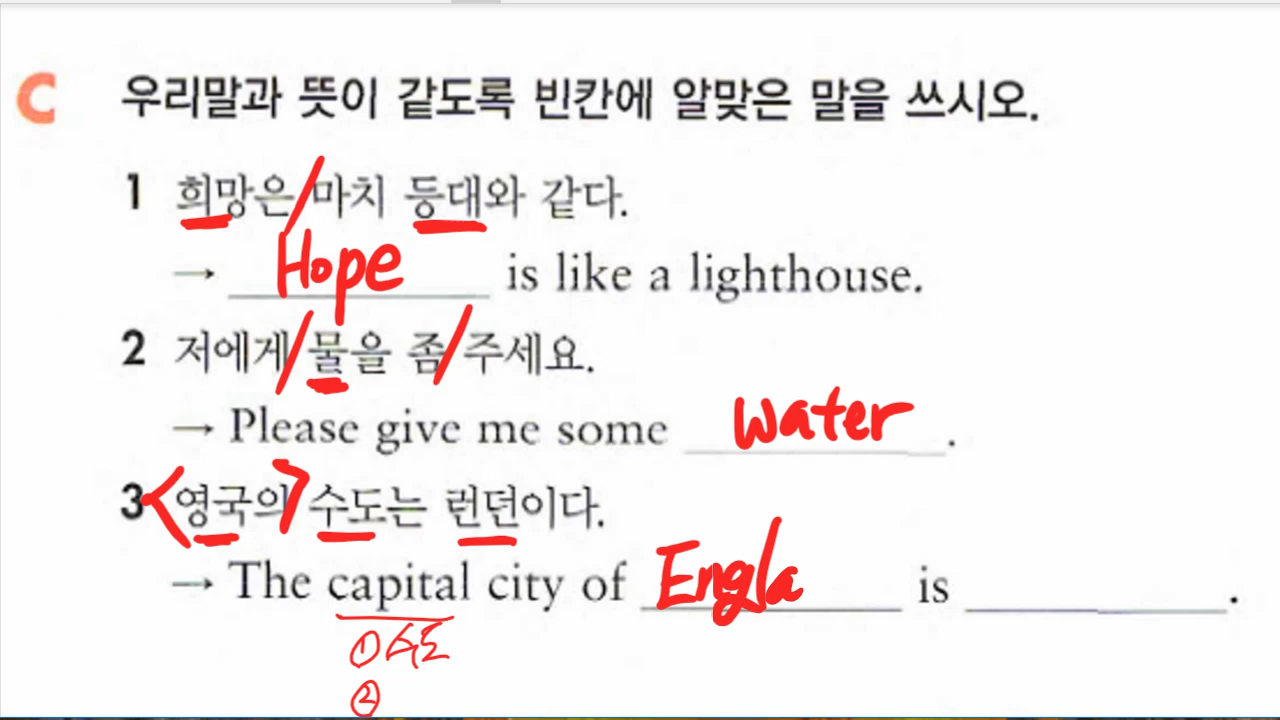 C 우리말과 뜻이 같도록 빈칸에 알맞은 말을 쓰시오.
1 희망은/마치 등대와 같다.
→ Hope is like a lighthouse.
2 저에게/물을 좀/주세요.
→ Please give me some water.
3 <영국의> 수도는 런던이다.
→ The capital city of Engla is .
① 수도
②